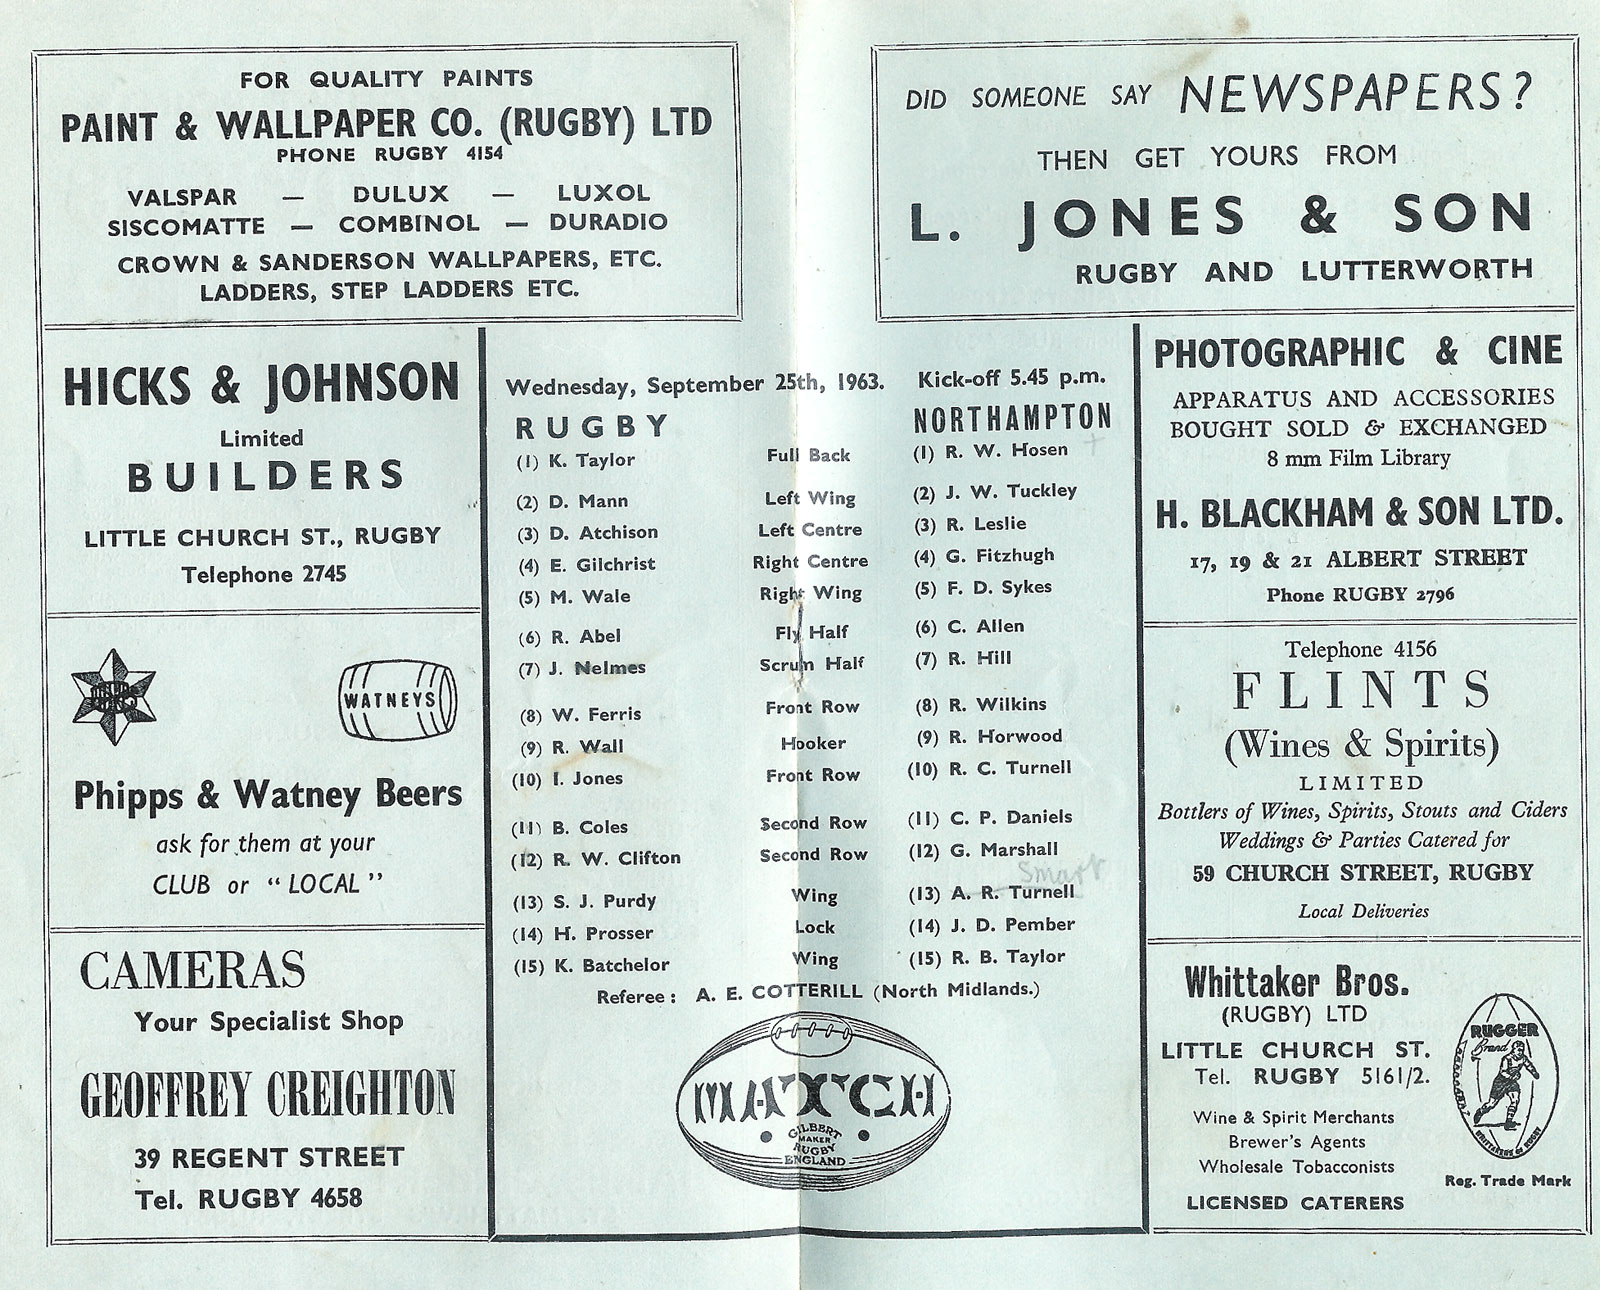 FOR QUALITY PAINTS
PAINT & WALLPAPER CO. (RUGBY) LTD
PHONE RUGBY 4154
VALSPAR — DULUX — LUXOL
SISCOMATTE — COMBINOL — DURADIO
CROWN & SANDERSON WALLPAPERS, ETC.
LADDERS, STEP LADDERS ETC.
DID SOMEONE SAY NEWSPAPERS?
THEN GET YOURS FROM
L. JONES & SON
RUGBY AND LUTTERWORTH
HICKS & JOHNSON
Limited
BUILDERS
LITTLE CHURCH ST., RUGBY
Telephone 2745
WATNEYS
Phipps & Watney Beers
ask for them at your
CLUB or "LOCAL"
CAMERAS
Your Specialist Shop
GEOFFREY CREIGHTON
39 REGENT STREET
Tel. RUGBY 4658
Wednesday, September 25th, 1963. Kick-off 5.45 p.m.
RUGBY NORTHAMPTON
(1) K. Taylor Full Back (1) R. W. Hosen
(2) D. Mann Left Wing (2) J. W. Tuckley
(3) D. Atchison Left Centre (3) R. Leslie
(4) E. Gilchrist Right Centre (4) G. Fitzhugh
(5) M. Wale Right Wing (5) F. D. Sykes
(6) R. Abel Fly Half (6) C. Allen
(7) J. Nelmes Scrum Half (7) R. Hill
(8) W. Ferris Front Row (8) R. Wilkins
(9) R. Wall Hooker (9) R. Horwood
(10) I. Jones Front Row (10) R. C. Turnell
(11) B. Coles Second Row (11) C. P. Daniels
(12) R. W. Clifton Second Row (12) G. Marshall
Smart
(13) S. J. Purdy Wing (13) A. R. Turnell
(14) H. Prosser Lock (14) J. D. Pember
(15) K. Batchelor Wing (15) R. B. Taylor
Referee: A. E. COTTERILL (North Midlands.)
MATCH
GILBERT
MAKER
RUGBY
ENGLAND
PHOTOGRAPHIC & CINE
APPARATUS AND ACCESSORIES
BOUGHT SOLD & EXCHANGED
8 mm Film Library
H. BLACKHAM & SON LTD.
17, 19 & 21 ALBERT STREET
Phone RUGBY 2796
Telephone 4156
FLINTS
(Wines & Spirits)
LIMITED
Bottlers of Wines, Spirits, Stouts and Ciders
Weddings & Parties Catered for
59 CHURCH STREET, RUGBY
Local Deliveries
Whittaker Bros.
(RUGBY) LTD
LITTLE CHURCH ST.
Tel. RUGBY 5161/2.
Wine & Spirit Merchants
Brewer's Agents
Wholesale Tobacconists
LICENSED CATERERS
RUGGER
Brand
Reg. Trade Mark